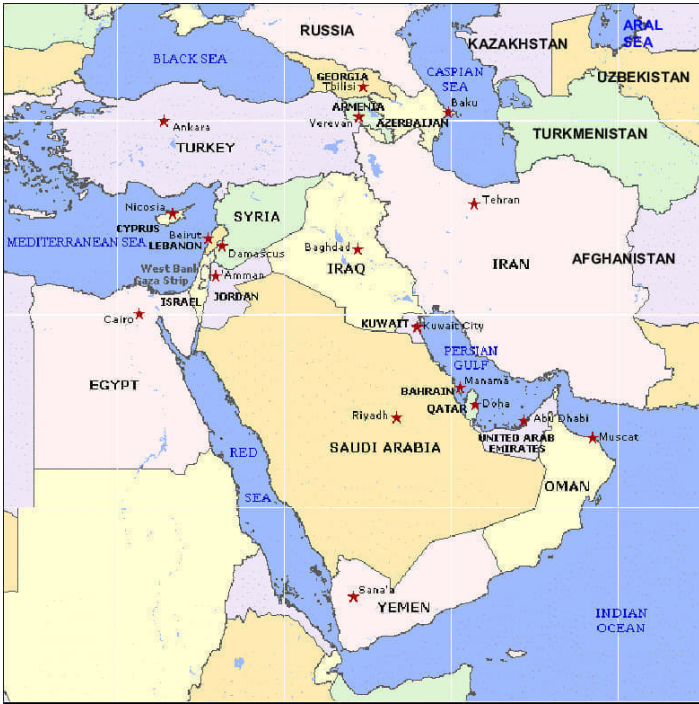 RUSSIA
ARAL
SEA
KAZAKHSTAN
BLACK SEA
UZBEKISTAN
GEORGIA
Tbilisi
CASPIAN
SEA
ARMENIA
Baku
Yerevan
AZERBAIJAN
Ankara
TURKMENISTAN
TURKEY
Tehran
Nicosia
SYRIA
CYPRUS
Beirut
MEDITERRANEAN SEA
LEBANON
Damascus
Baghdad
AFGHANISTAN
IRAN
IRAQ
West Bank
Gaza Strip
Amman
ISRAEL
JORDAN
Cairo
KUWAIT
Kuwait City
PERSIAN
GULF
EGYPT
Manama
BAHRAIN
QATAR
Doha
Riyadh
Abu Dhabi
UNITED ARAB
EMIRATES
Muscat
SAUDI ARABIA
RED
SEA
OMAN
Sana'a
YEMEN
INDIAN
OCEAN